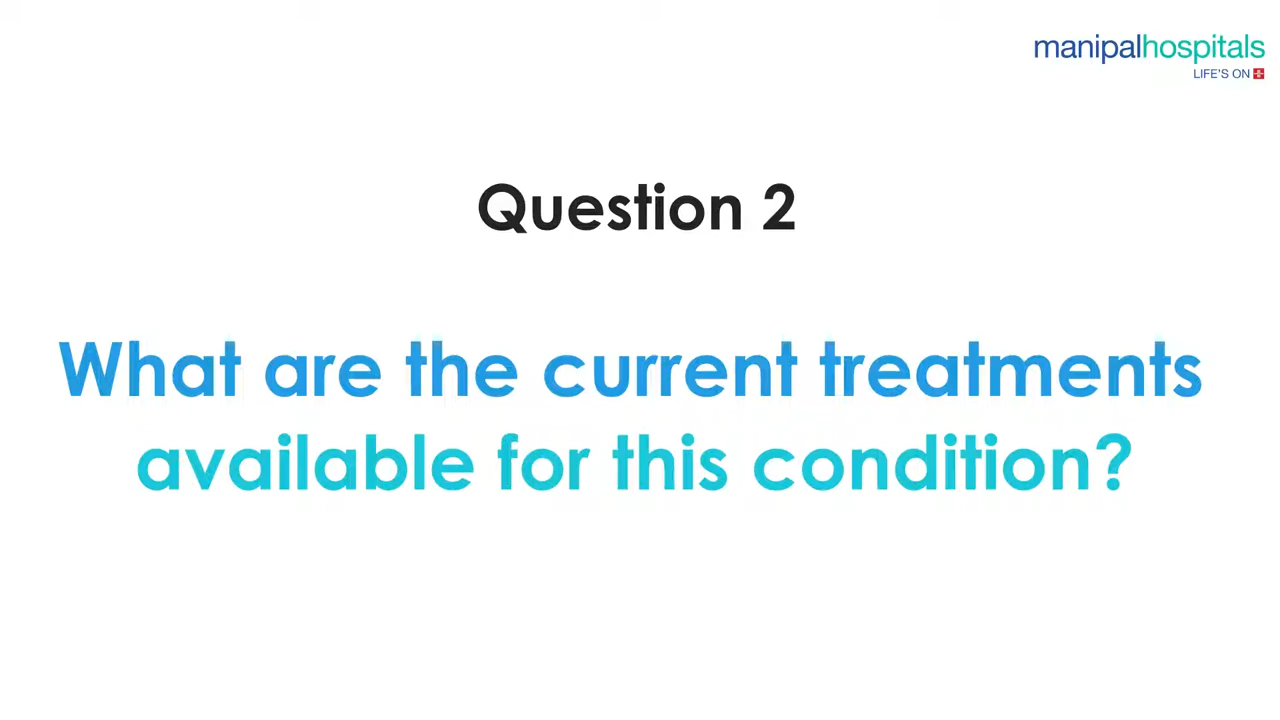 manipalhospitals
LIFE'S ON
Question 2
What are the current treatments
available for this condition?